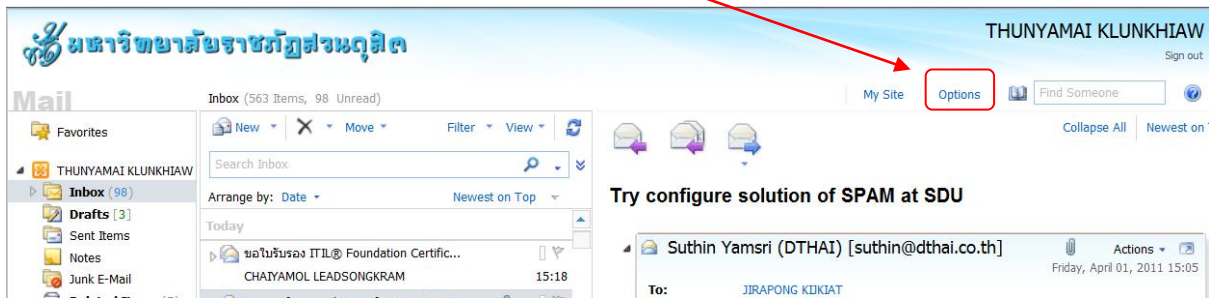 มหาวิทยาลัยราชภัฏสวนดุสิต
THUNYAMAI KLUNKHIAW
Sign out
Mail
Inbox (563 Items, 98 Unread)
My Site
Options
Find Someone
Favorites
THUNYAMAI KLUNKHIAW
Inbox (98)
Drafts [3]
Sent Items
Notes
Junk E-Mail
New
Move
Filter
View
Search Inbox
Arrange by: Date
Newest on Top
Today
ขอใบรับรอง ITIL® Foundation Certific...
CHAIYAMOL LEADSONGKRAM 15:18
Collapse All
Newest on
Try configure solution of SPAM at SDU
Suthin Yamsri (DTHAI) [suthin@dthai.co.th]
Actions
Friday, April 01, 2011 15:05
To: JIRAPONG KIJKIAT